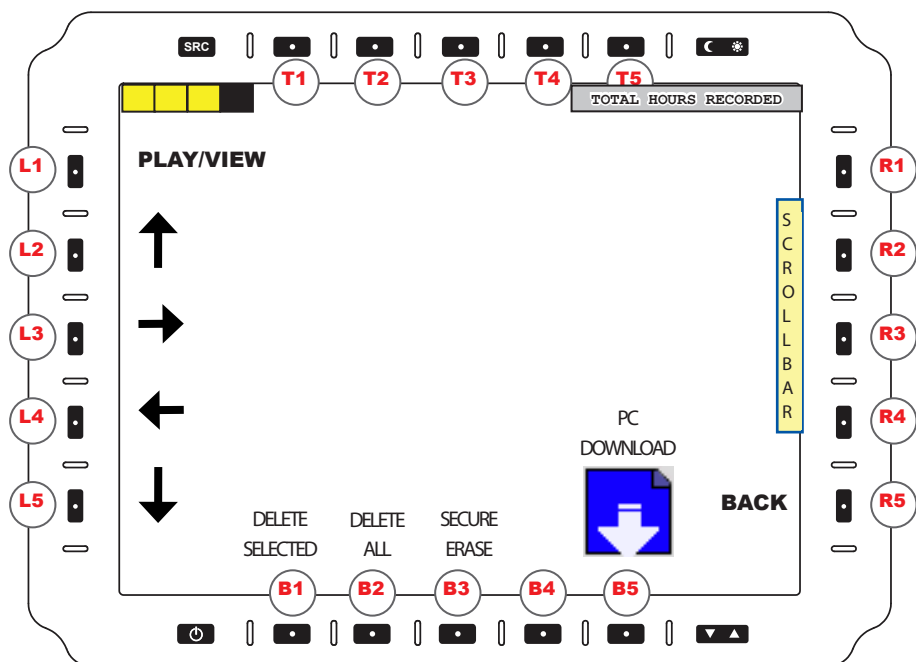 SRC
T1 T2 T3 T4 T5
TOTAL HOURS RECORDED
L1
PLAY/VIEW
R1
L2
R2
L3
R3
L4
R4
L5
R5
SCROLLBAR
PC
DOWNLOAD
BACK
DELETE
SELECTED
DELETE
ALL
SECURE
ERASE
B1 B2 B3 B4 B5